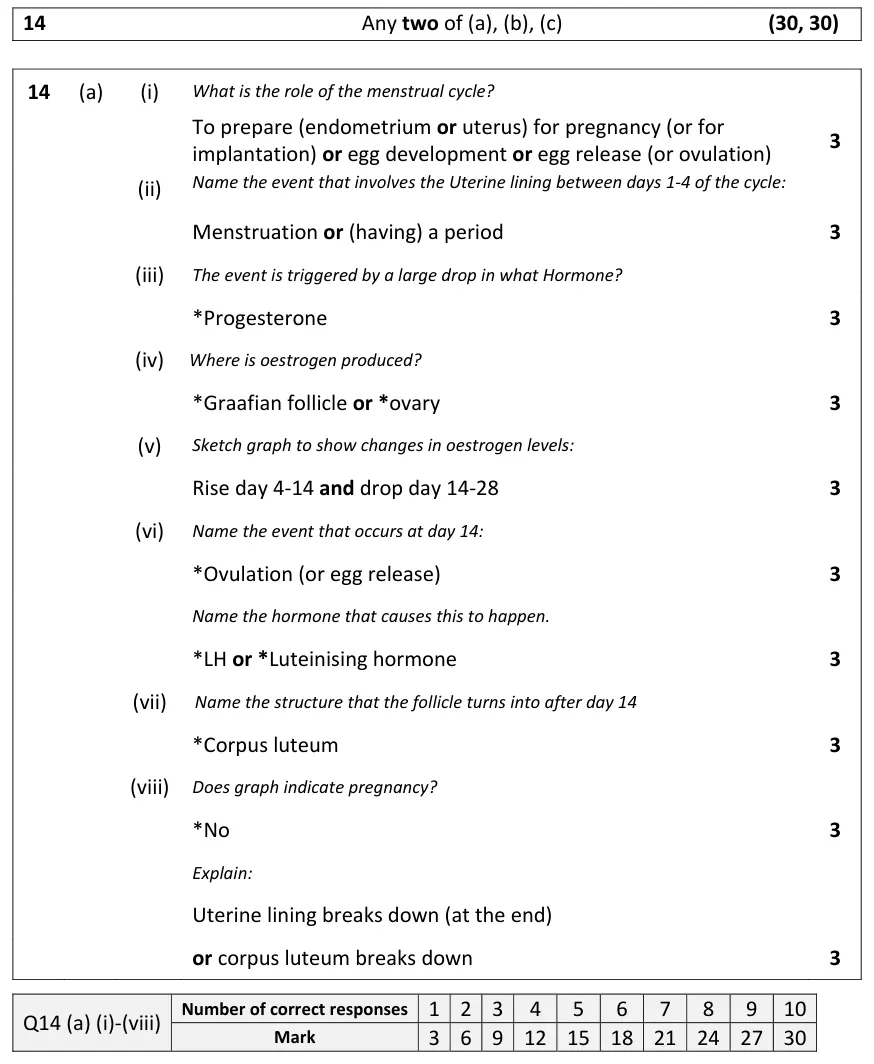 14 Any two of (a), (b), (c) (30, 30)
14 (a) (i) What is the role of the menstrual cycle?
To prepare (endometrium or uterus) for pregnancy (or for
implantation) or egg development or egg release (or ovulation) 3
(ii) Name the event that involves the Uterine lining between days 1-4 of the cycle:
Menstruation or (having) a period 3
(iii) The event is triggered by a large drop in what Hormone?
*Progesterone 3
(iv) Where is oestrogen produced?
*Graafian follicle or *ovary 3
(v) Sketch graph to show changes in oestrogen levels:
Rise day 4-14 and drop day 14-28 3
(vi) Name the event that occurs at day 14:
*Ovulation (or egg release) 3
Name the hormone that causes this to happen.
*LH or *Luteinising hormone 3
(vii) Name the structure that the follicle turns into after day 14
*Corpus luteum 3
(viii) Does graph indicate pregnancy?
*No 3
Explain:
Uterine lining breaks down (at the end)
or corpus luteum breaks down 3
Q14 (a) (i)-(viii) Number of correct responses 1 2 3 4 5 6 7 8 9 10
Mark 3 6 9 12 15 18 21 24 27 30